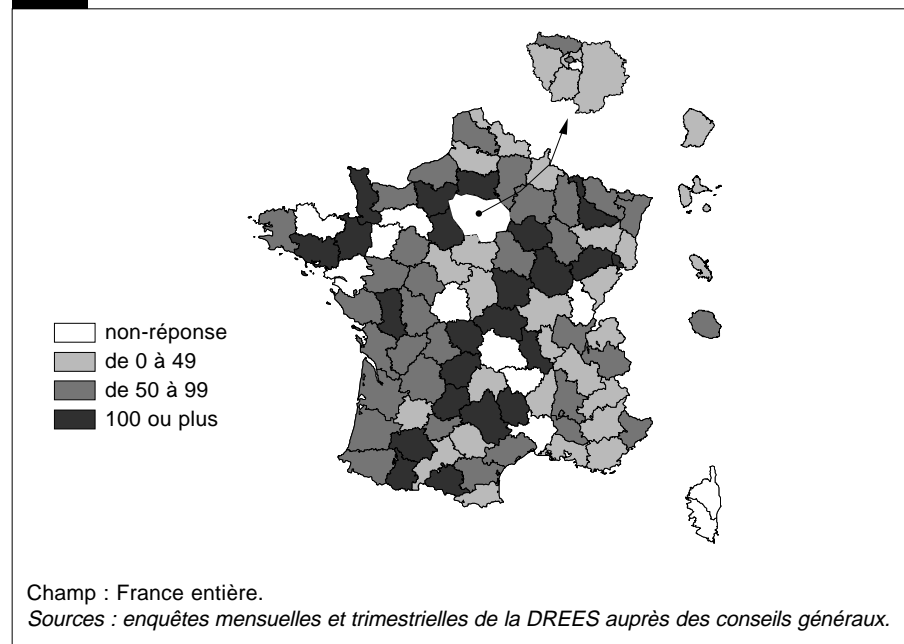 non-réponse
de 0 à 49
de 50 à 99
100 ou plus
Champ : France entière.
Sources : enquêtes mensuelles et trimestrielles de la DREES auprès des conseils généraux.